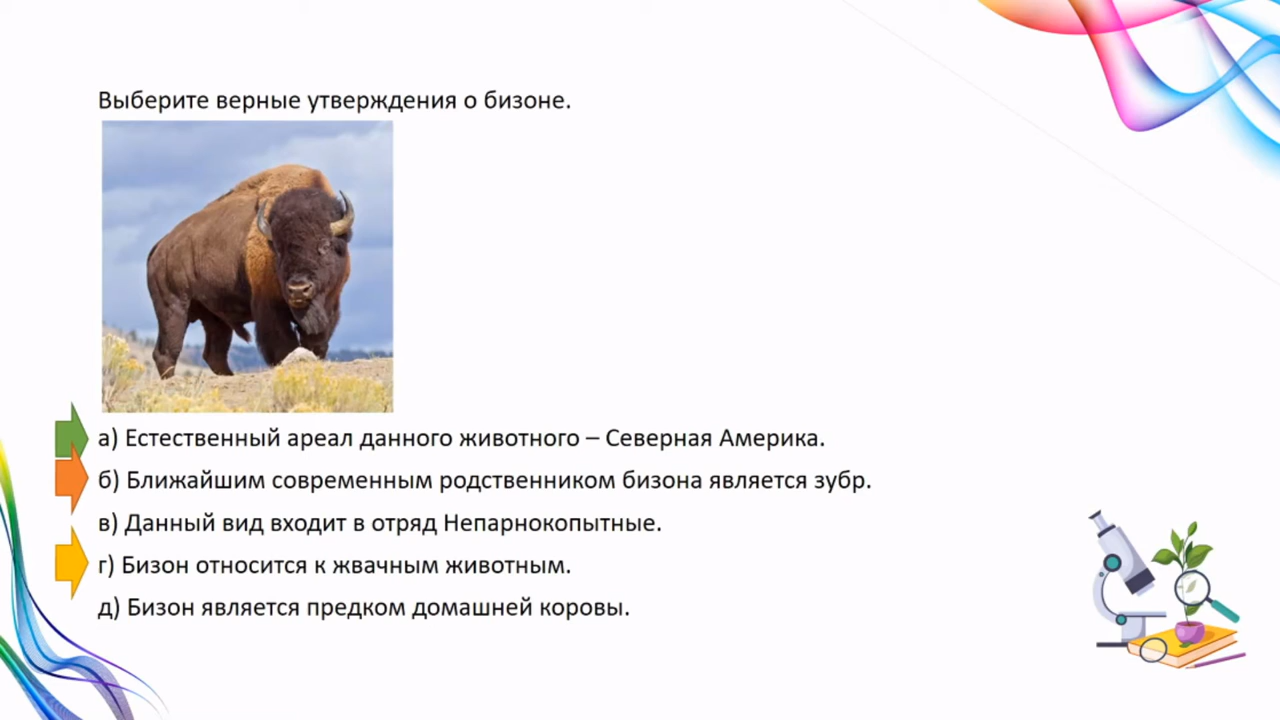 Выберите верные утверждения о бизоне.
а) Естественный ареал данного животного – Северная Америка.
б) Ближайшим современным родственником бизона является зубр.
в) Данный вид входит в отряд Непарнокопытные.
г) Бизон относится к жвачным животным.
д) Бизон является предком домашней коровы.